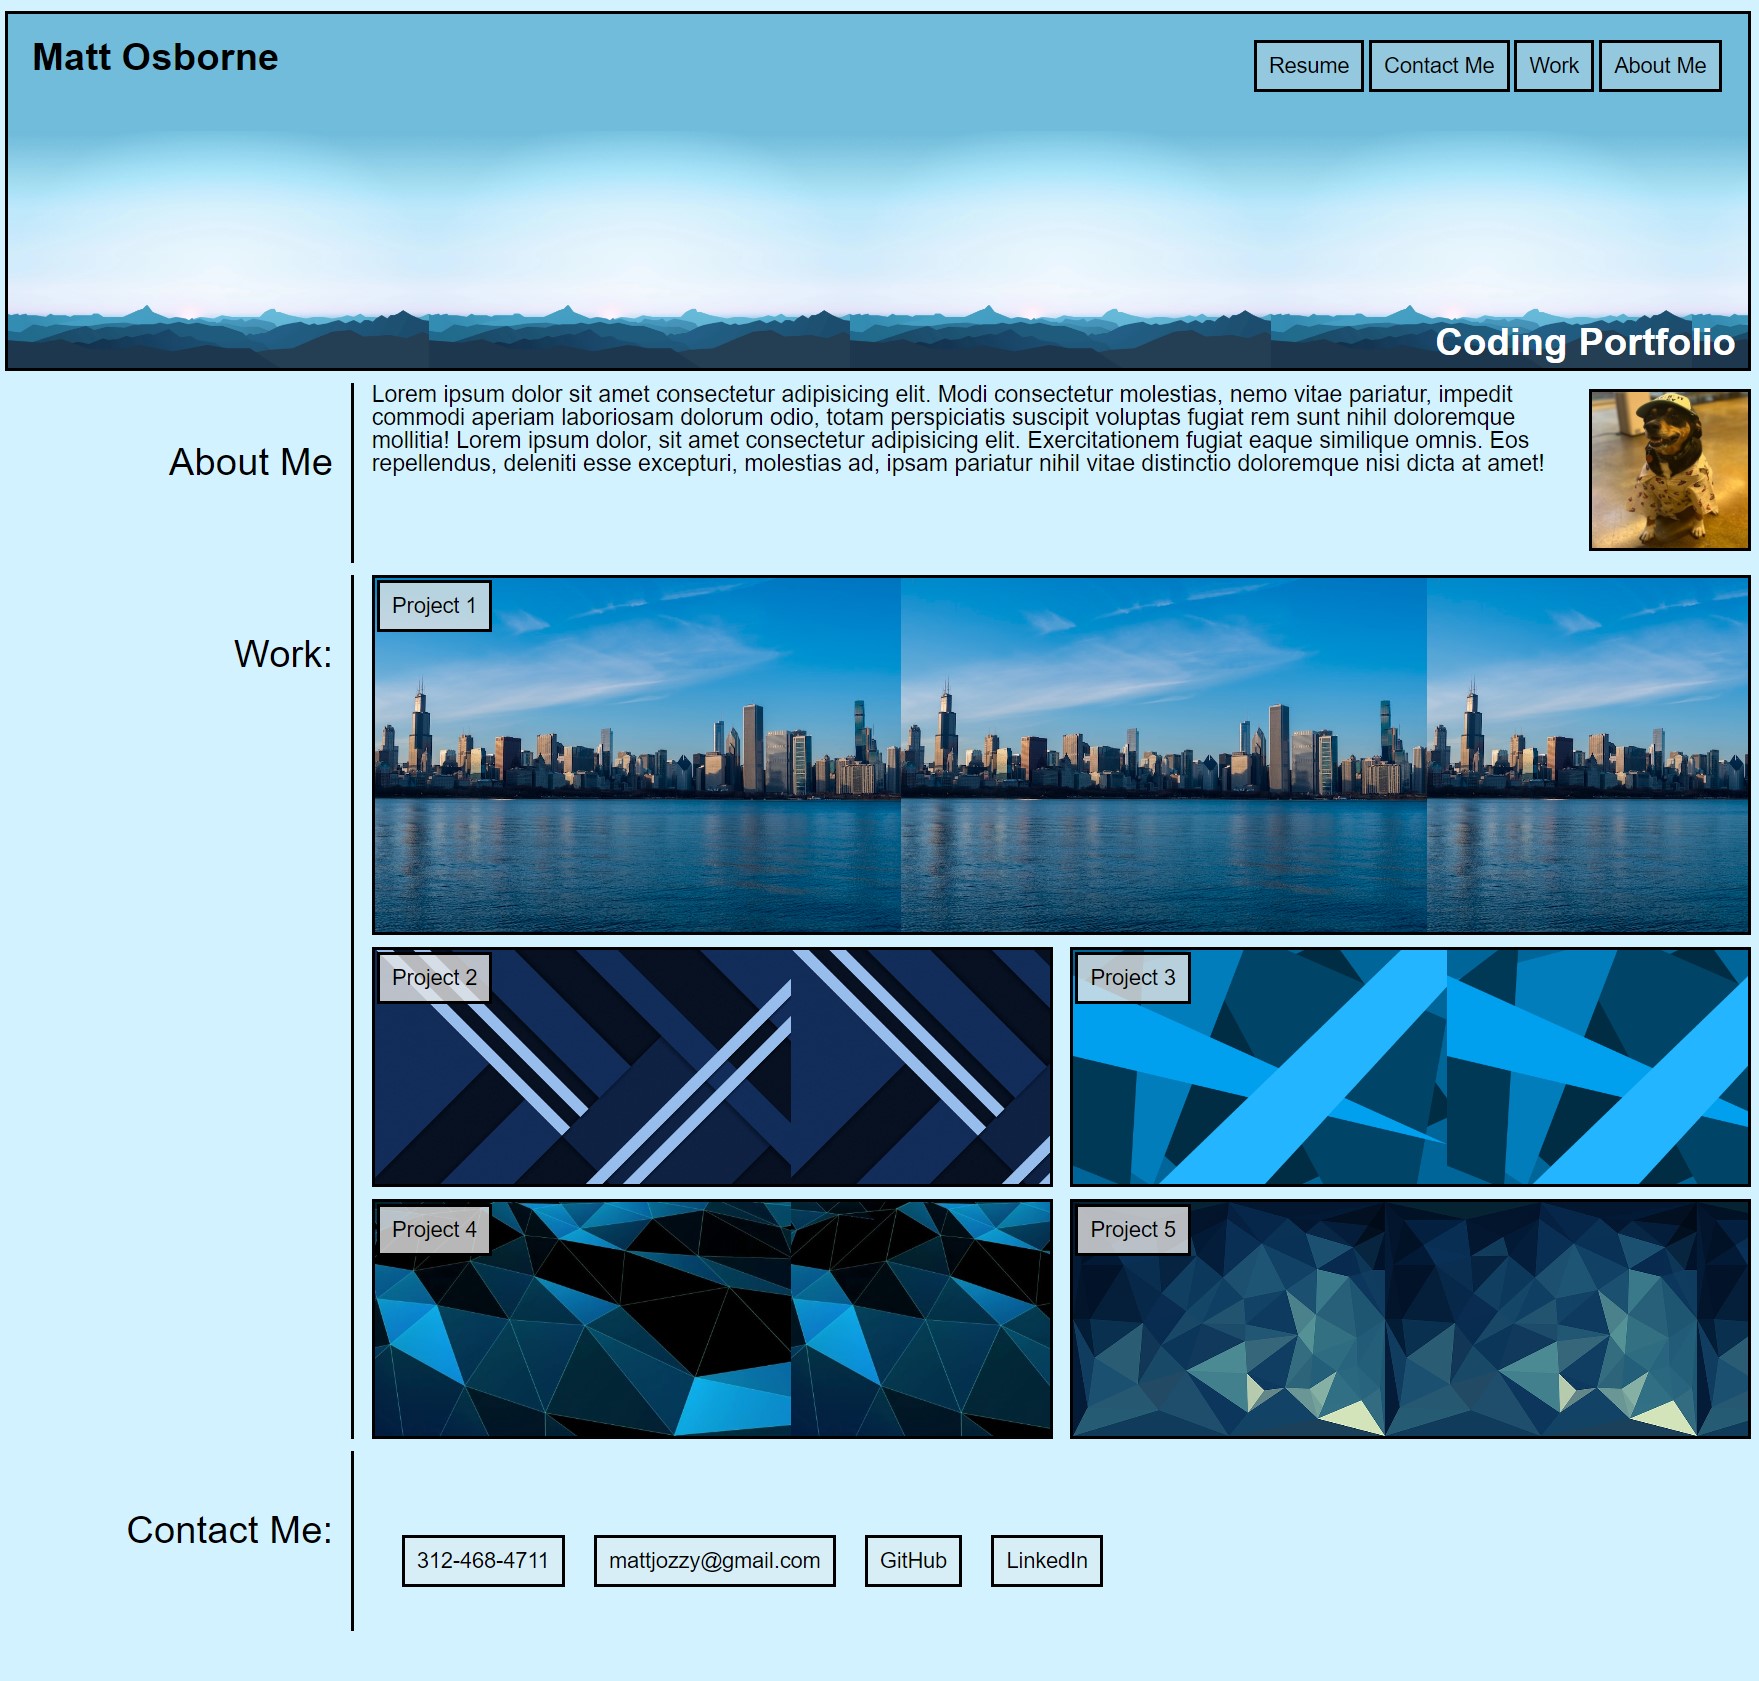 Matt Osborne
Resume
Contact Me
Work
About Me
Coding Portfolio
About Me
Lorem ipsum dolor sit amet consectetur adipisicing elit. Modi consectetur molestias, nemo vitae pariatur, impedit
commodi aperiam laboriosam dolorum odio, totam perspiciatis suscipit voluptas fugiat rem sunt nihil doloremque
mollitia! Lorem ipsum dolor, sit amet consectetur adipisicing elit. Exercitationem fugiat eaque similique omnis. Eos
repellendus, deleniti esse excepturi, molestias ad, ipsam pariatur nihil vitae distinctio doloremque nisi dicta at amet!
Work:
Project 1
Project 2
Project 3
Project 4
Project 5
Contact Me:
312-468-4711
mattjozzy@gmail.com
GitHub
LinkedIn